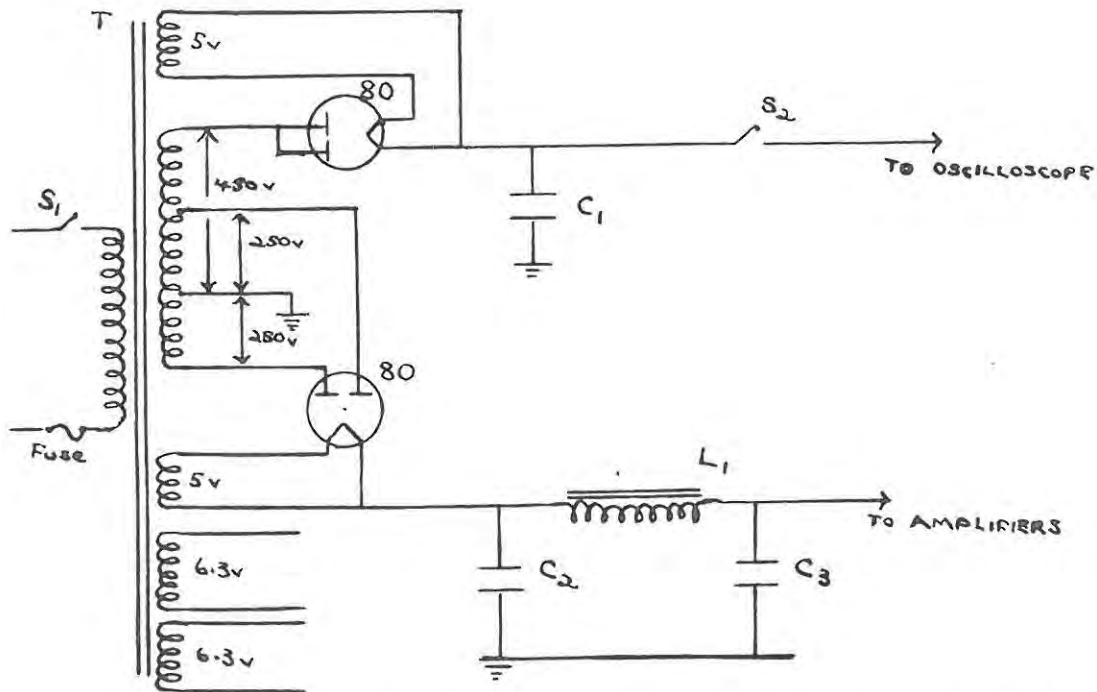 T
5v
80
S₂
TO OSCILLOSCOPE
C₁
S₁
250v
250v
80
Fuse
5v
L₁
TO AMPLIFIERS
6.3v
C₂
C₃
6.3v